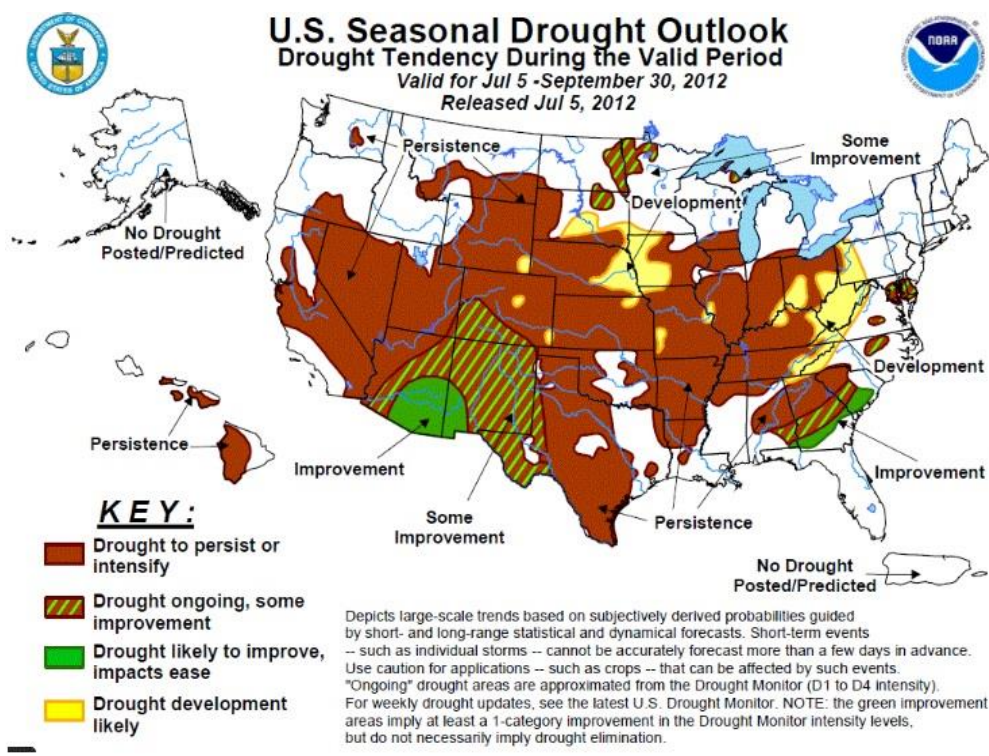 U.S. Seasonal Drought Outlook
Drought Tendency During the Valid Period
Valid for Jul 5 -September 30, 2012
Released Jul 5, 2012
DEPARTMENT OF COMMERCE
UNITED STATES OF AMERICA
NOAA
Persistence
Some
Improvement
Development
No Drought
Posted/Predicted
Development
Persistence
Improvement
Improvement
Some
Improvement
Persistence
No Drought
Posted/Predicted
KEY:
Drought to persist or
intensify
Drought ongoing, some
improvement
Drought likely to improve,
impacts ease
Drought development
likely
Depicts large-scale trends based on subjectively derived probabilities guided
by short- and long-range statistical and dynamical forecasts. Short-term events
-- such as individual storms -- cannot be accurately forecast more than a few days in advance.
Use caution for applications -- such as crops -- that can be affected by such events.
"Ongoing" drought areas are approximated from the Drought Monitor (D1 to D4 intensity).
For weekly drought updates, see the latest U.S. Drought Monitor. NOTE: the green improvement
areas imply at least a 1-category improvement in the Drought Monitor intensity levels,
but do not necessarily imply drought elimination.